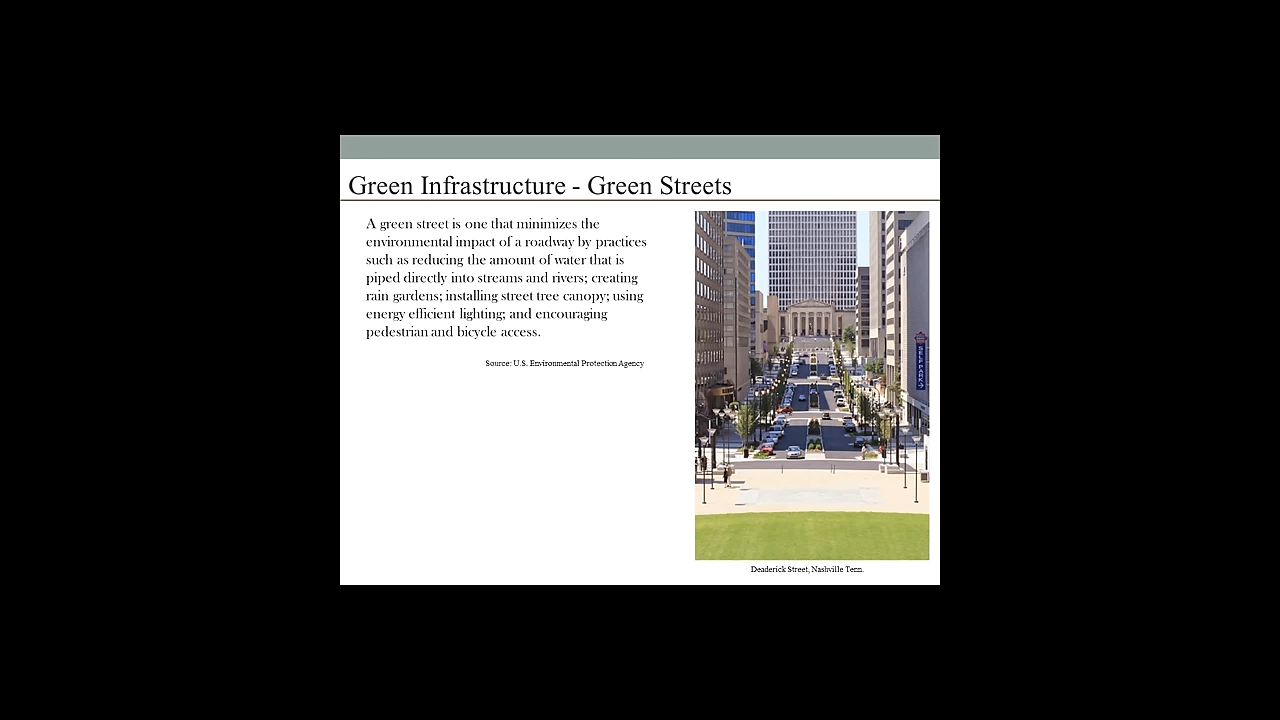 Green Infrastructure - Green Streets
A green street is one that minimizes the
environmental impact of a roadway by practices
such as reducing the amount of water that is
piped directly into streams and rivers; creating
rain gardens; installing street tree canopy; using
energy efficient lighting; and encouraging
pedestrian and bicycle access.
Source: U.S. Environmental Protection Agency
SELF PARK
Deaderick Street, Nashville Tenn.